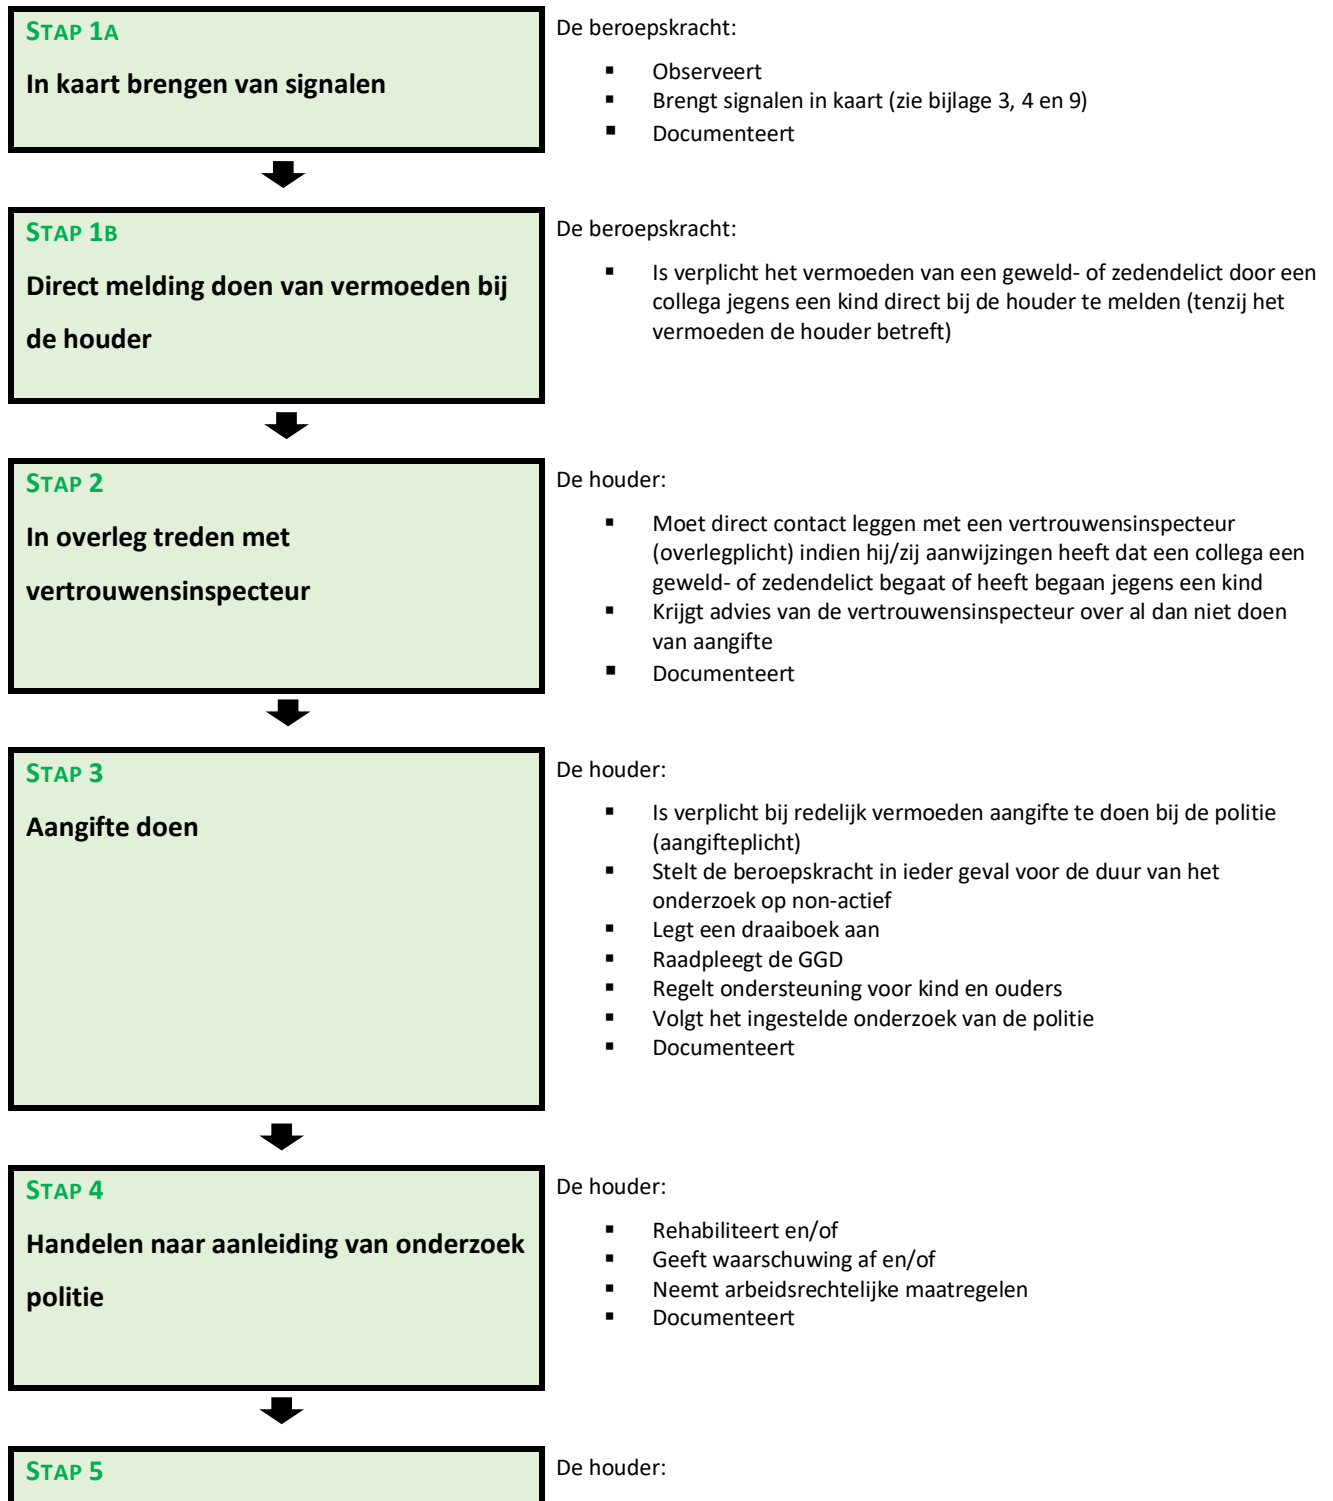 STAP 1A
In kaart brengen van signalen
De beroepskracht:
▪ Observeert
▪ Brengt signalen in kaart (zie bijlage 3, 4 en 9)
▪ Documenteert
STAP 1B
Direct melding doen van vermoeden bij
de houder
De beroepskracht:
▪ Is verplicht het vermoeden van een geweld- of zedendelict door een
collega jegens een kind direct bij de houder te melden (tenzij het
vermoeden de houder betreft)
STAP 2
In overleg treden met
vertrouwensinspecteur
De houder:
▪ Moet direct contact leggen met een vertrouwensinspecteur
(overlegplicht) indien hij/zij aanwijzingen heeft dat een collega een
geweld- of zedendelict begaat of heeft begaan jegens een kind
▪ Krijgt advies van de vertrouwensinspecteur over al dan niet doen
van aangifte
▪ Documenteert
STAP 3
Aangifte doen
De houder:
▪ Is verplicht bij redelijk vermoeden aangifte te doen bij de politie
(aangifteplicht)
▪ Stelt de beroepskracht in ieder geval voor de duur van het
onderzoek op non-actief
▪ Legt een draaiboek aan
▪ Raadpleegt de GGD
▪ Regelt ondersteuning voor kind en ouders
▪ Volgt het ingestelde onderzoek van de politie
▪ Documenteert
STAP 4
Handelen naar aanleiding van onderzoek
politie
De houder:
▪ Rehabiliteert en/of
▪ Geeft waarschuwing af en/of
▪ Neemt arbeidsrechtelijke maatregelen
▪ Documenteert
STAP 5
De houder: